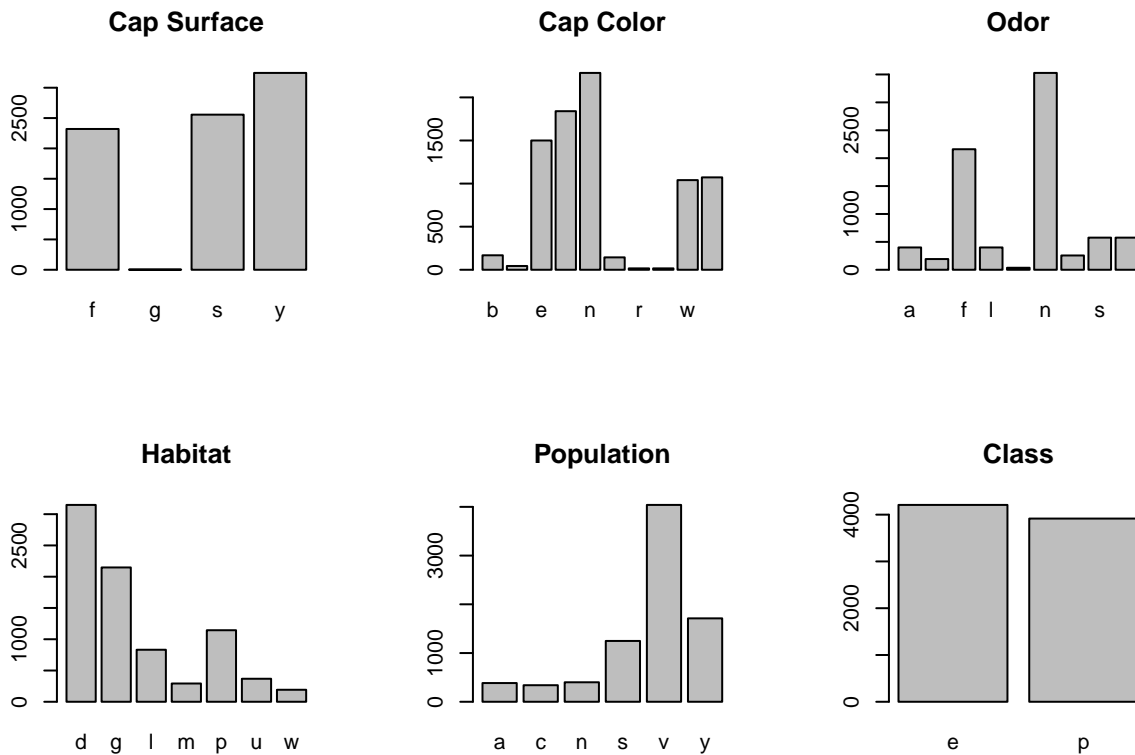 Cap Surface
0 1000 2500
f g s y
Cap Color
0 500 1500
b e n r w
Odor
0 1000 2500
a f l n s
Habitat
0 1000 2500
d g l m p u w
Population
0 1000 3000
a c n s v y
Class
0 2000 4000
e p